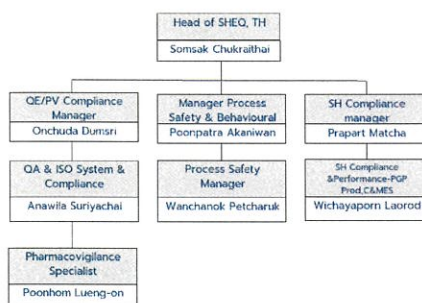 Head of SHEQ, TH
Somsak Chukraithai
QE/PV Compliance
Manager
Onchuda Dumsri
Manager Process
Safety & Behavioural
Poonpatra Akaniwan
SH Compliance
manager
Prapart Matcha
QA & ISO System &
Compliance
Anawila Suriyachai
Process Safety
Manager
Wanchanok Petcharuk
SH Compliance
&Performance-PGP
Prod,C&MES
Wichayaporn Laorod
Pharmacovigilance
Specialist
Poonhom Lueng-on